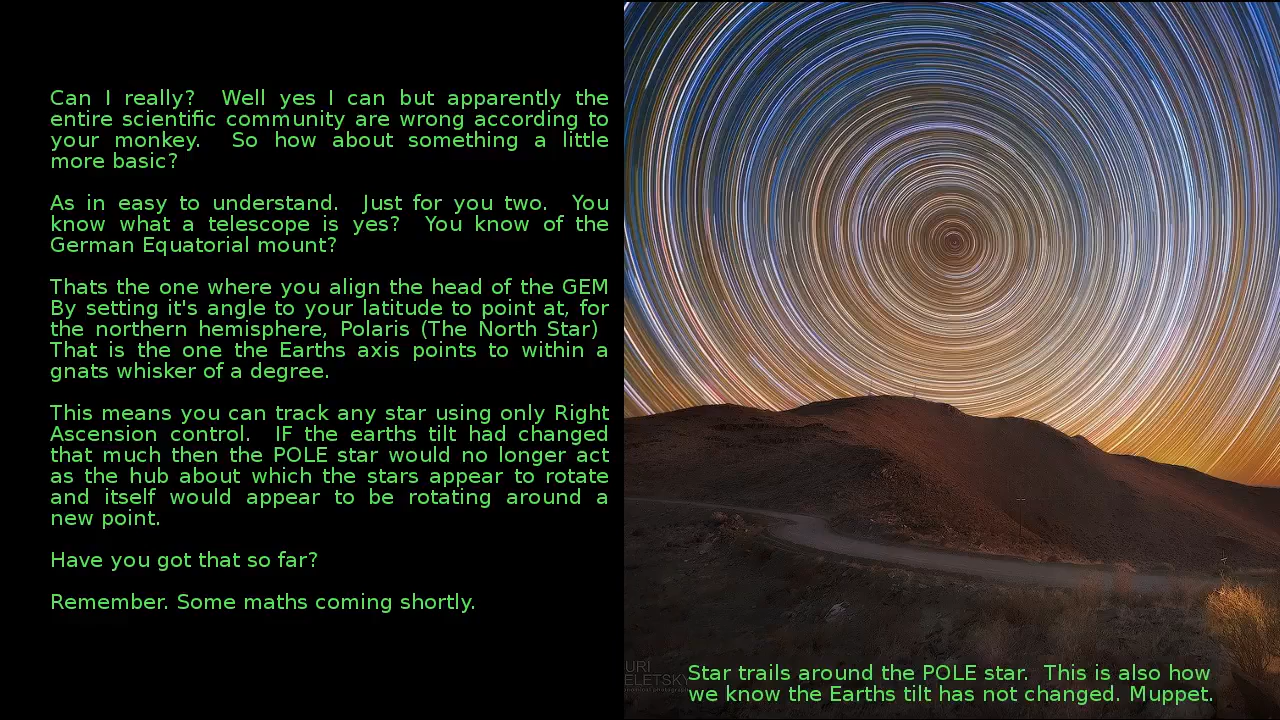 Can I really? Well yes I can but apparently the
entire scientific community are wrong according to
your monkey. So how about something a little
more basic?
As in easy to understand. Just for you two. You
know what a telescope is yes? You know of the
German Equatorial mount?
Thats the one where you align the head of the GEM
By setting it's angle to your latitude to point at, for
the northern hemisphere, Polaris (The North Star)
That is the one the Earths axis points to within a
gnats whisker of a degree.
This means you can track any star using only Right
Ascension control. IF the earths tilt had changed
that much then the POLE star would no longer act
as the hub about which the stars appear to rotate
and itself would appear to be rotating around a
new point.
Have you got that so far?
Remember. Some maths coming shortly.
URI
ELETSKY
Star trails around the POLE star. This is also how
we know the Earths tilt has not changed. Muppet.